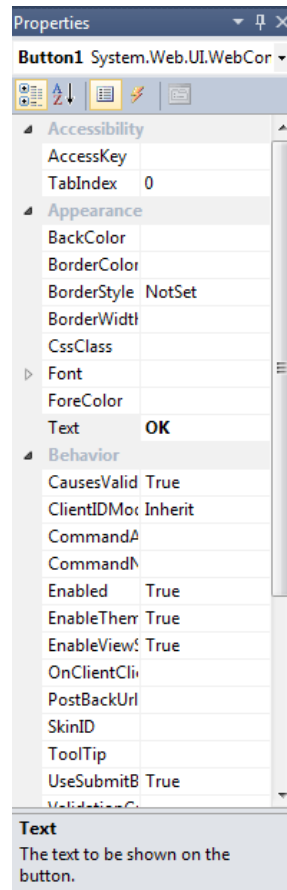 Properties
Button1 System.Web.UI.WebCor
Accessibility
AccessKey
TabIndex 0
Appearance
BackColor
BorderColor
BorderStyle NotSet
BorderWidth
CssClass
Font
ForeColor
Text OK
Behavior
CausesValid True
ClientIDMod Inherit
CommandA
CommandN
Enabled True
EnableThem True
EnableViewS True
OnClientClic
PostBackUrl
SkinID
ToolTip
UseSubmitB True
Text
The text to be shown on the
button.